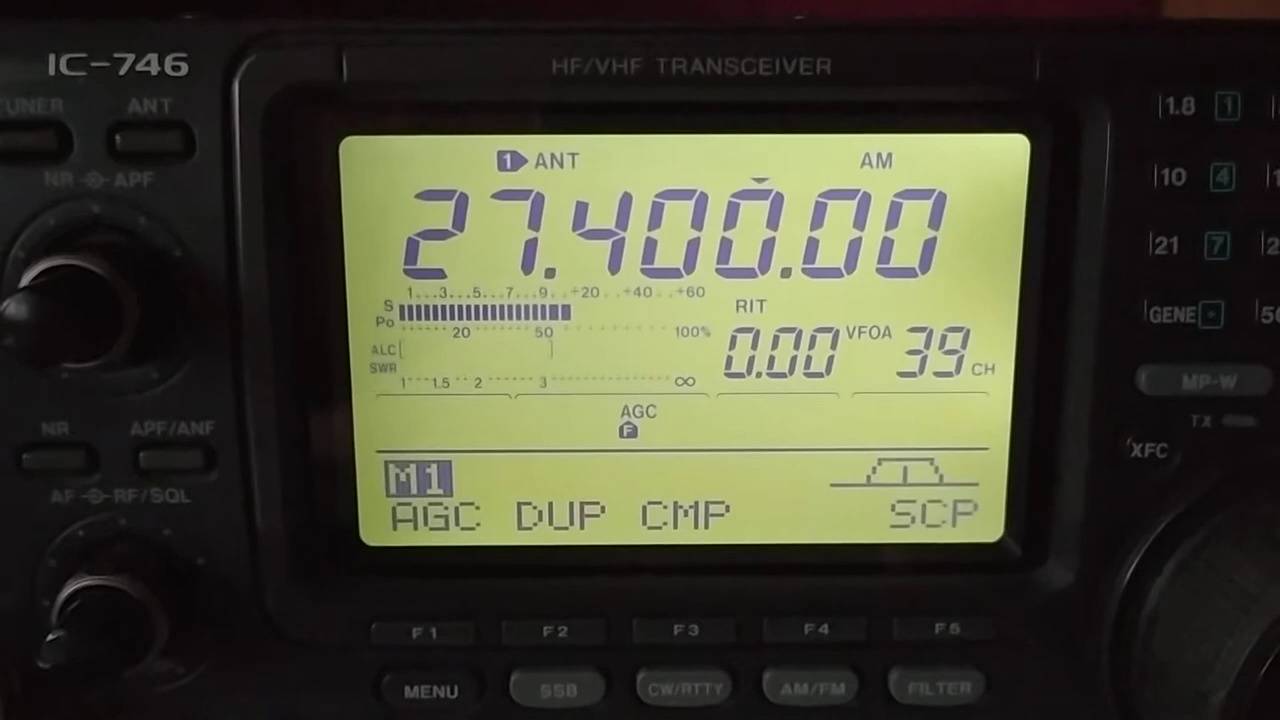 IC-746
HF/VHF TRANSCEIVER
TUNER ANT
NR APF
NR APF/ANF
AF RF/SQL
1 ANT AM
27.400.00
1...3...5...7...9...+20...+40...+60
S
Po
20 50 100%
ALC
SWR
1 1.5 2 3 ∞
RIT
0.00 VFOA 39 CH
AGC
F
M1
AGC DUP CMP SCP
F1 F2 F3 F4 F5
MENU SSB CW/RTTY AM/FM FILTER
1.8 1
10 4
21 7
GENE
MP-W
TX
XFC